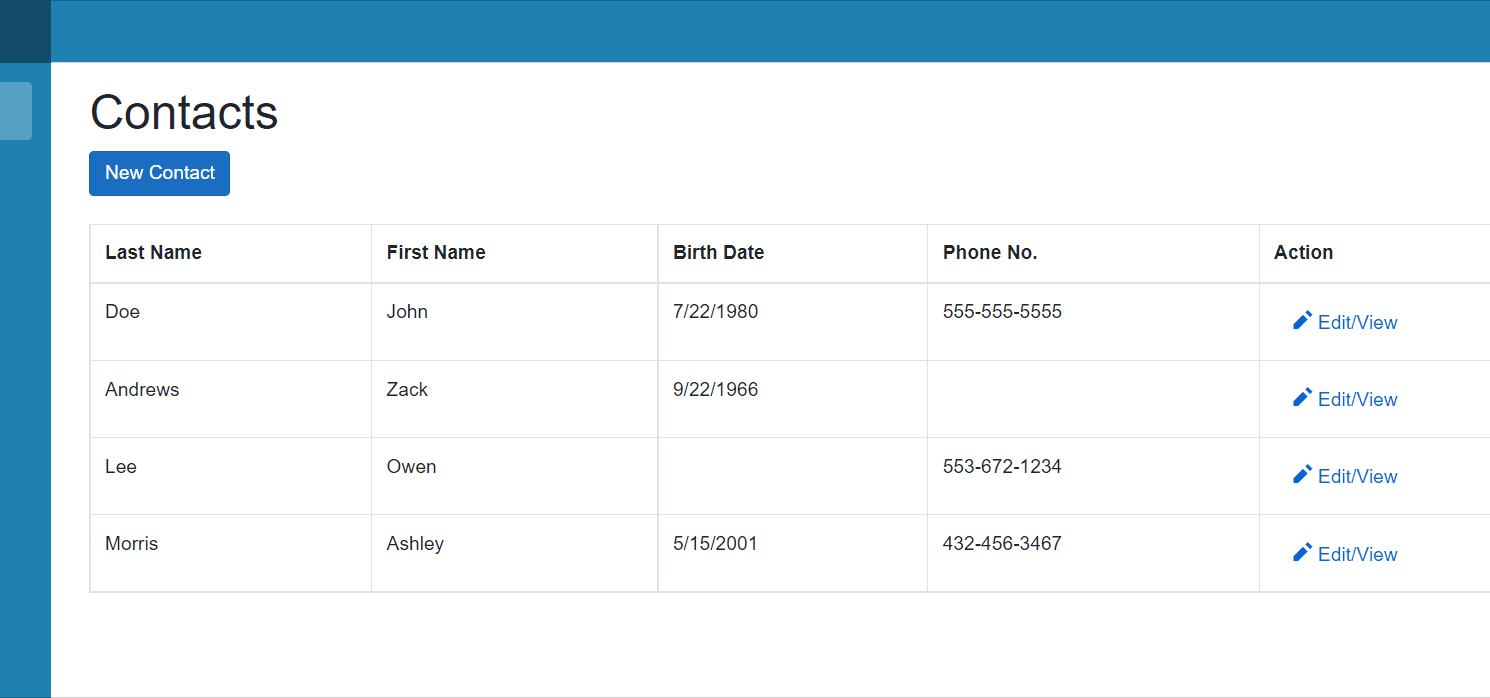 Contacts
New Contact
Last Name First Name Birth Date Phone No. Action
Doe John 7/22/1980 555-555-5555 Edit/View
Andrews Zack 9/22/1966 Edit/View
Lee Owen 553-672-1234 Edit/View
Morris Ashley 5/15/2001 432-456-3467 Edit/View